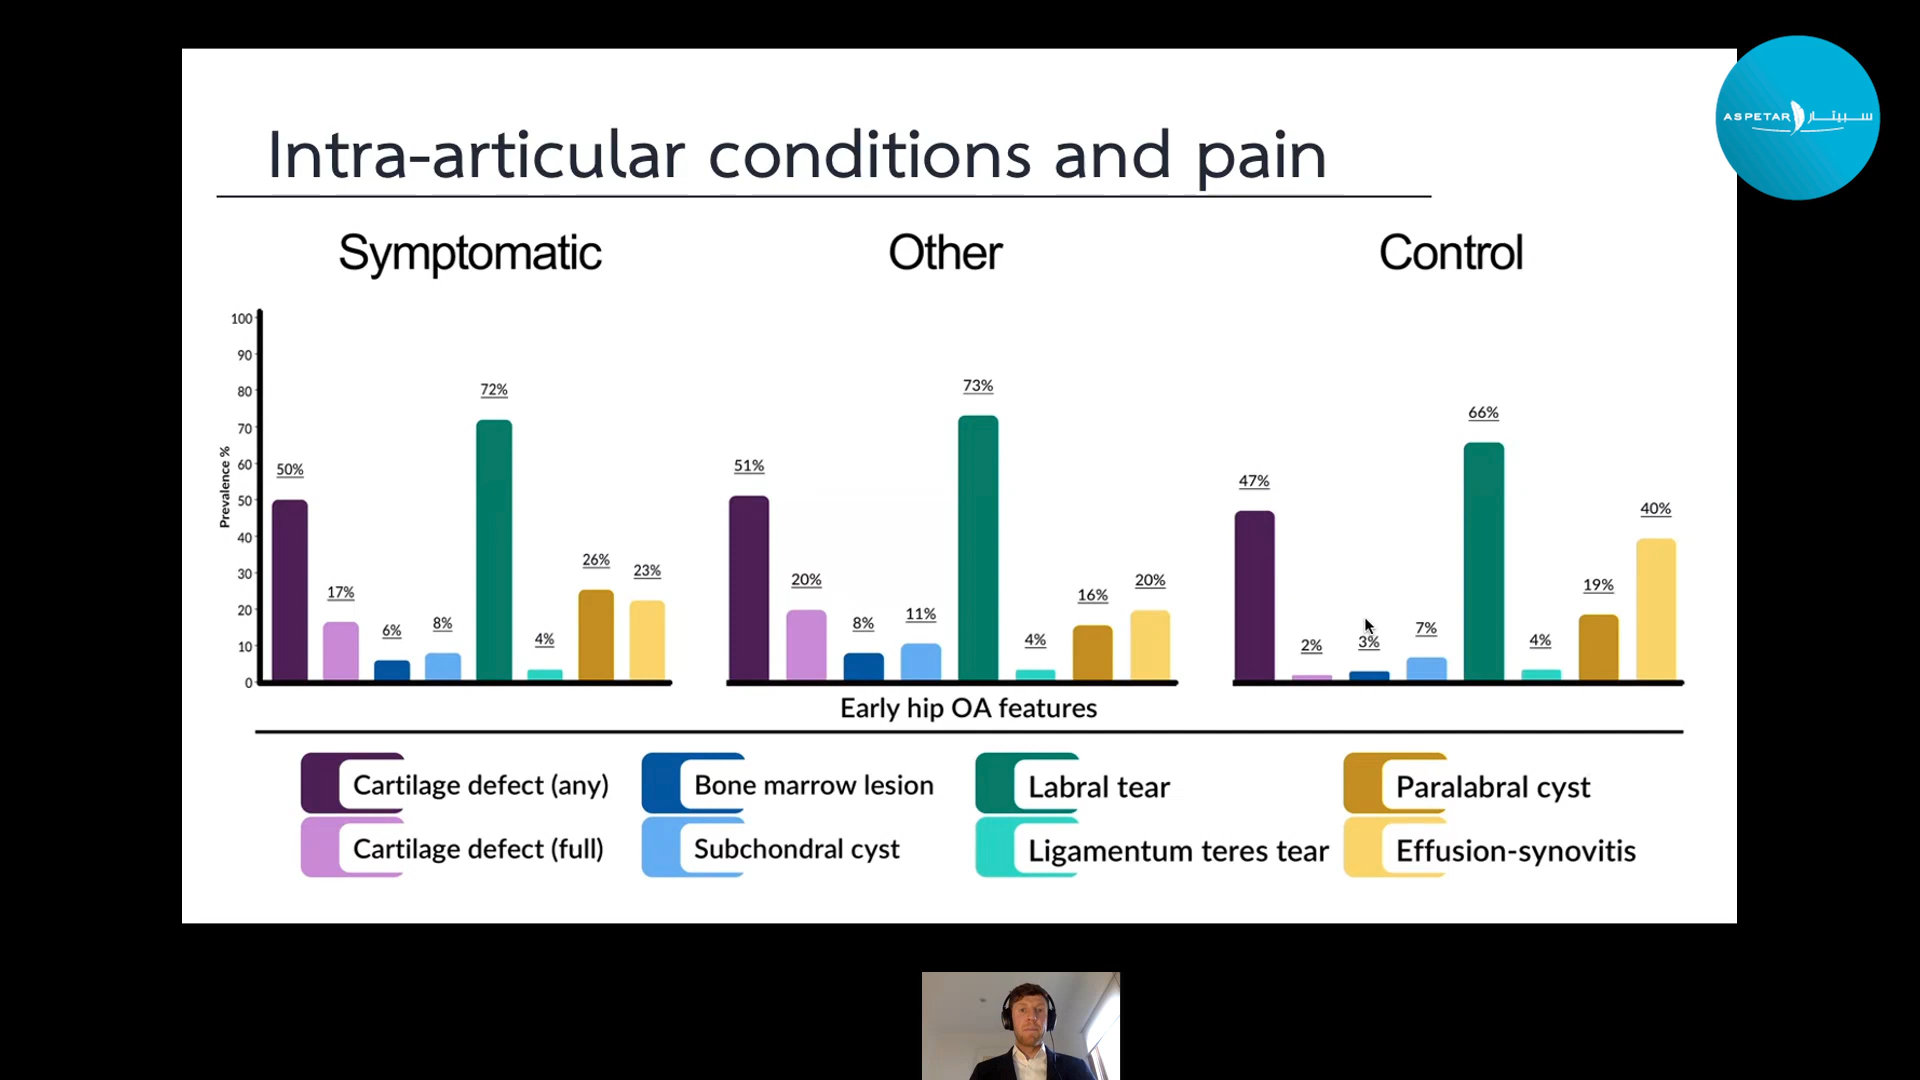 ASPETAR سبيتار
Intra-articular conditions and pain
Symptomatic
Other
Control
Prevalence %
100
90
80
70
60
50
40
30
20
10
0
50%
17%
6%
8%
72%
4%
26%
23%
51%
20%
8%
11%
73%
4%
16%
20%
47%
2%
3%
7%
66%
4%
19%
40%
Early hip OA features
Cartilage defect (any)
Bone marrow lesion
Labral tear
Paralabral cyst
Cartilage defect (full)
Subchondral cyst
Ligamentum teres tear
Effusion-synovitis